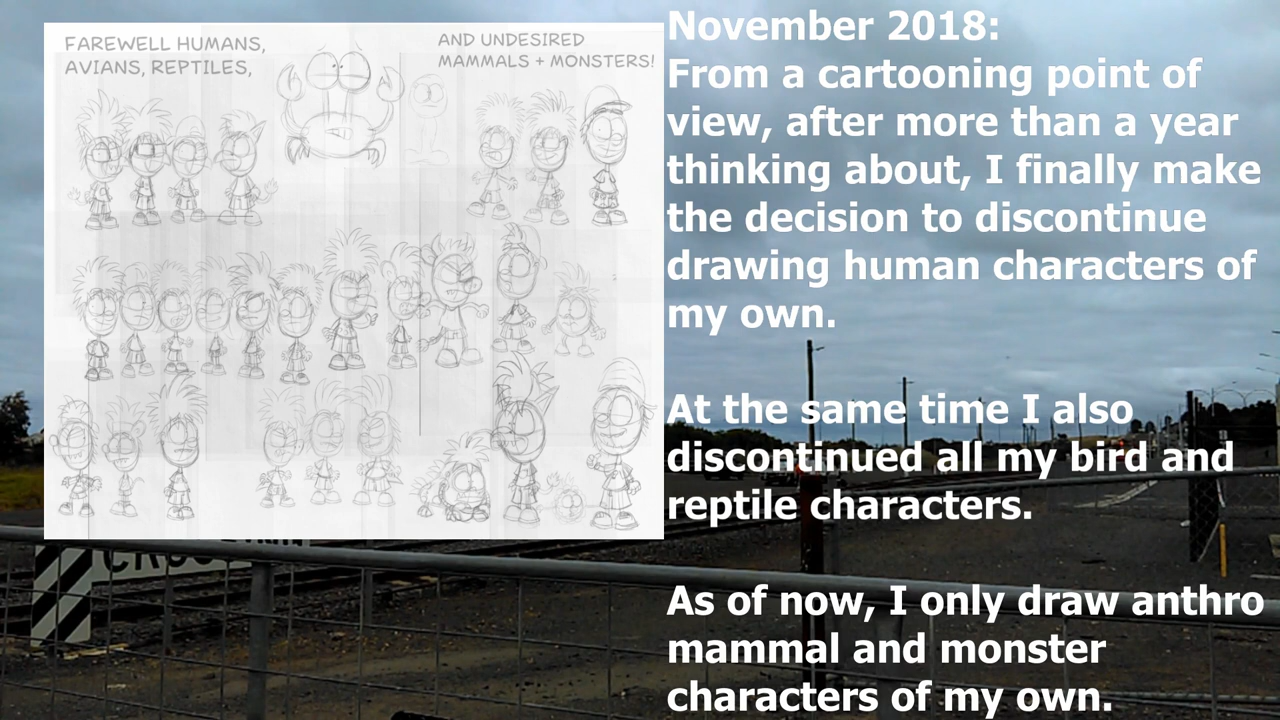 FAREWELL HUMANS,
AVIANS, REPTILES,
AND UNDESIRED
MAMMALS + MONSTERS!
November 2018:
From a cartooning point of
view, after more than a year
thinking about, I finally make
the decision to discontinue
drawing human characters of
my own.
At the same time I also
discontinued all my bird and
reptile characters.
As of now, I only draw anthro
mammal and monster
characters of my own.